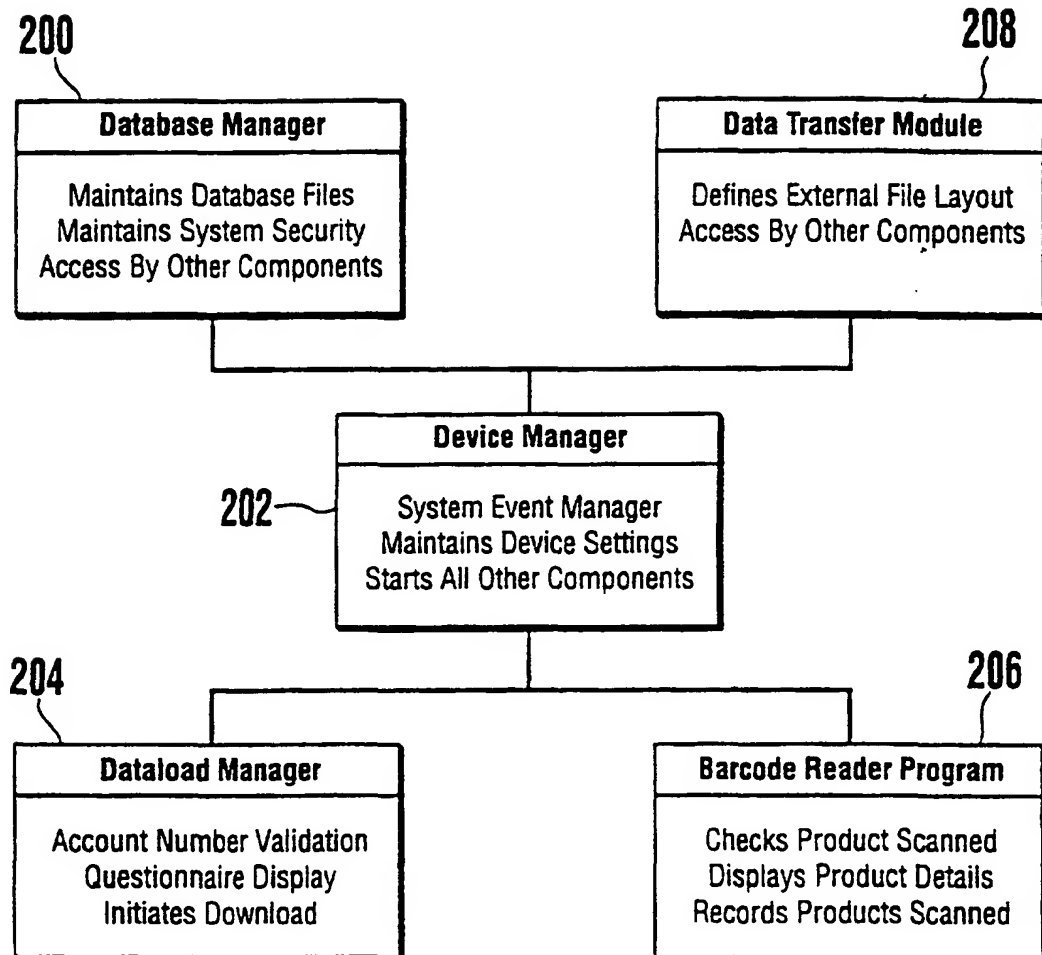 200
208
Database Manager
Maintains Database Files
Maintains System Security
Access By Other Components
Data Transfer Module
Defines External File Layout
Access By Other Components
Device Manager
202
System Event Manager
Maintains Device Settings
Starts All Other Components
204
206
Dataload Manager
Account Number Validation
Questionnaire Display
Initiates Download
Barcode Reader Program
Checks Product Scanned
Displays Product Details
Records Products Scanned